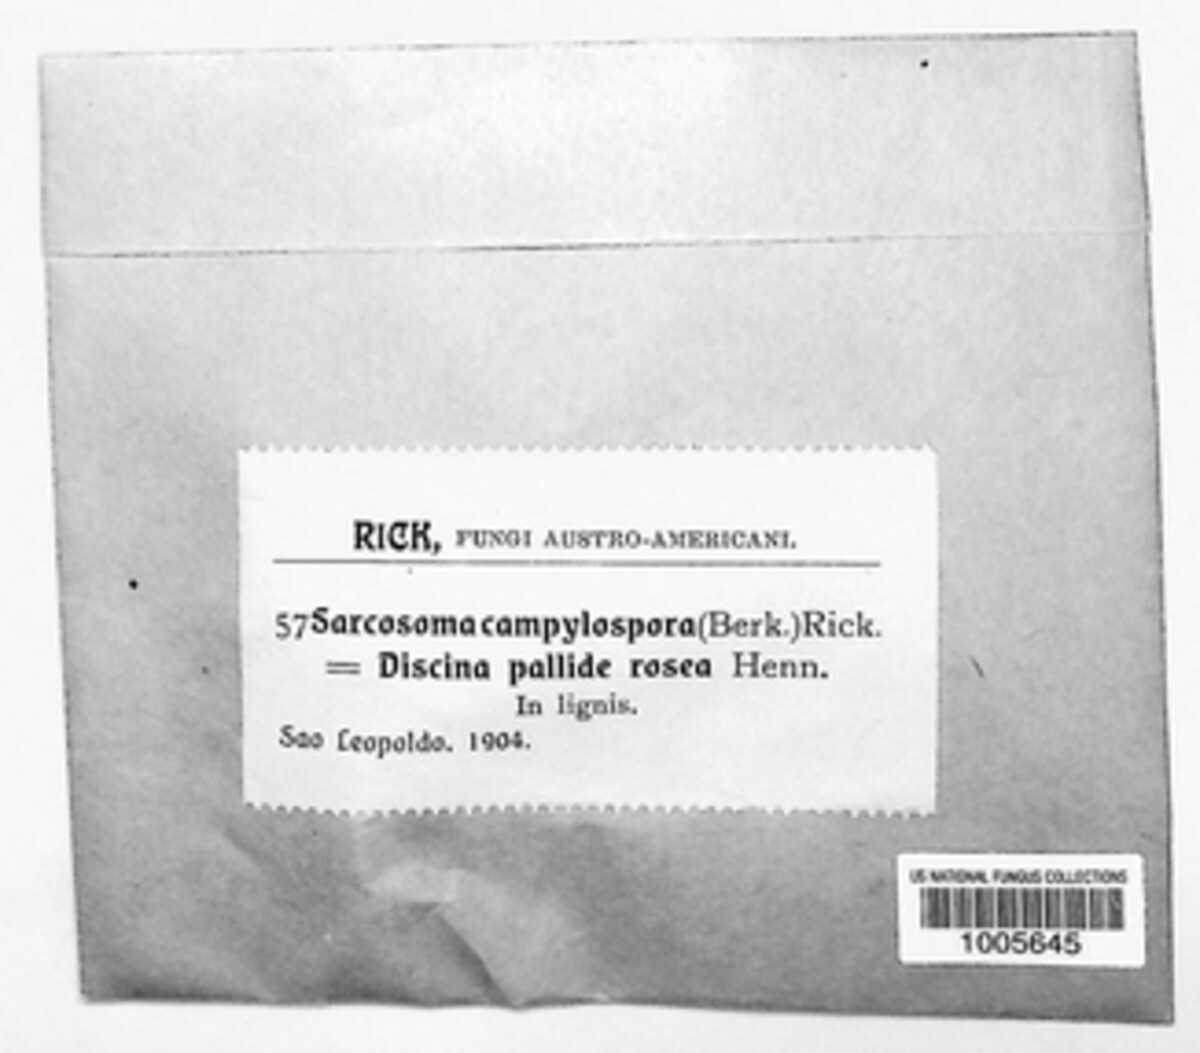 RICK, FUNGI AUSTRO-AMERICANI.
57 Sarcosoma campylospora (Berk.) Rick.
= Discina pallide rosea Henn.
In lignis.
Sao Leopoldo. 1904.
US NATIONAL FUNGUS COLLECTIONS
1005645